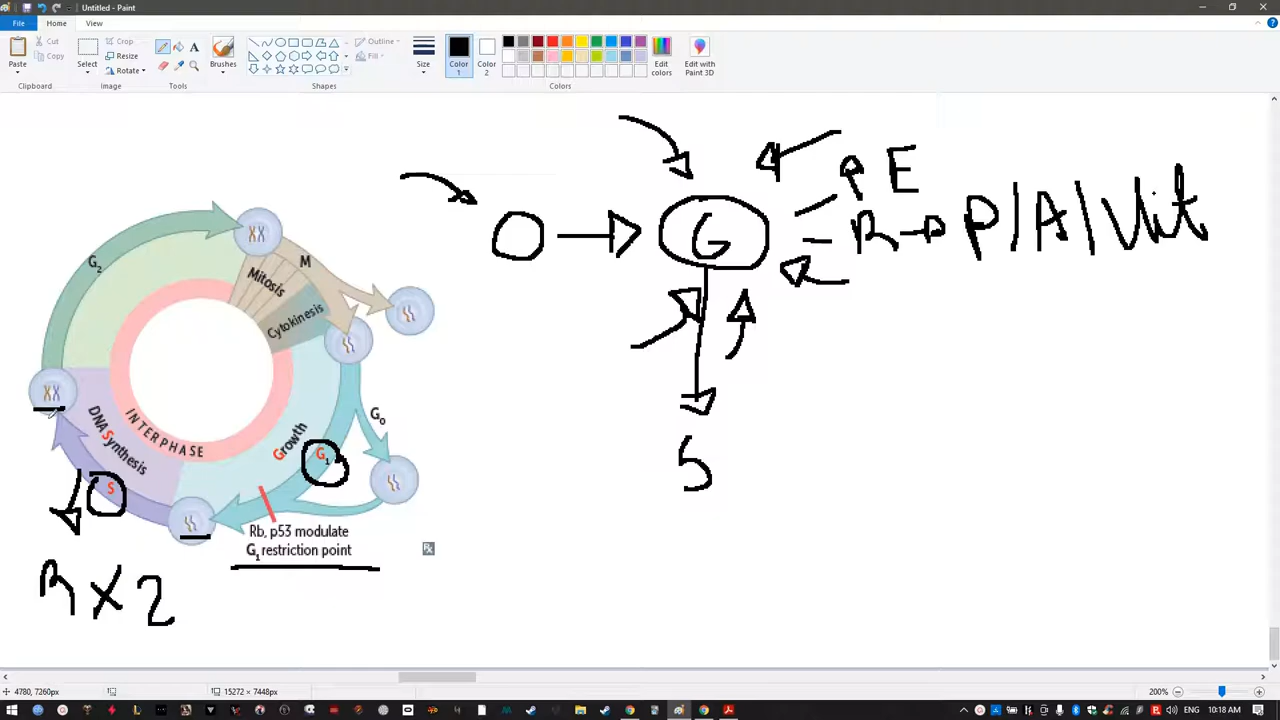 Untitled - Paint
File Home View
Paste Cut Copy Clipboard
Select Crop Resize Rotate Image
Tools
Brushes
Outline Fill Shapes
Size
Color 1
Color 2
Edit colors
Colors
Edit with Paint 3D
G2
M
Mitosis
Cytokinesis
INTERPHASE
DNA Synthesis
S
Growth
G1
G0
Rb, p53 modulate
G1 restriction point
Rx
R X 2
G
E
R P/A/Vit
S
4780, 7260px
15272 × 7448px
200%
ENG 10:18 AM